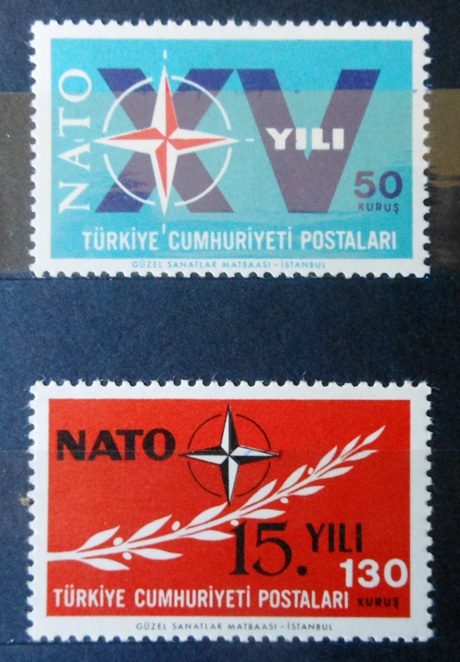 NATO
XV
YILI
50
KURUŞ
TÜRKİYE CUMHURİYETİ POSTALARI
GÜZEL SANATLAR MATBAASI - İSTANBUL
NATO
15. YILI
130
TÜRKİYE CUMHURİYETİ POSTALARI KURUŞ
GÜZEL SANATLAR MATBAASI - İSTANBUL